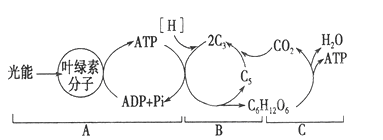 光能
叶绿素
分子
ATP
ADP+Pi
[H]
2C₃
C₅
CO₂
C₆H₁₂O₆
H₂O
ATP
A
B
C